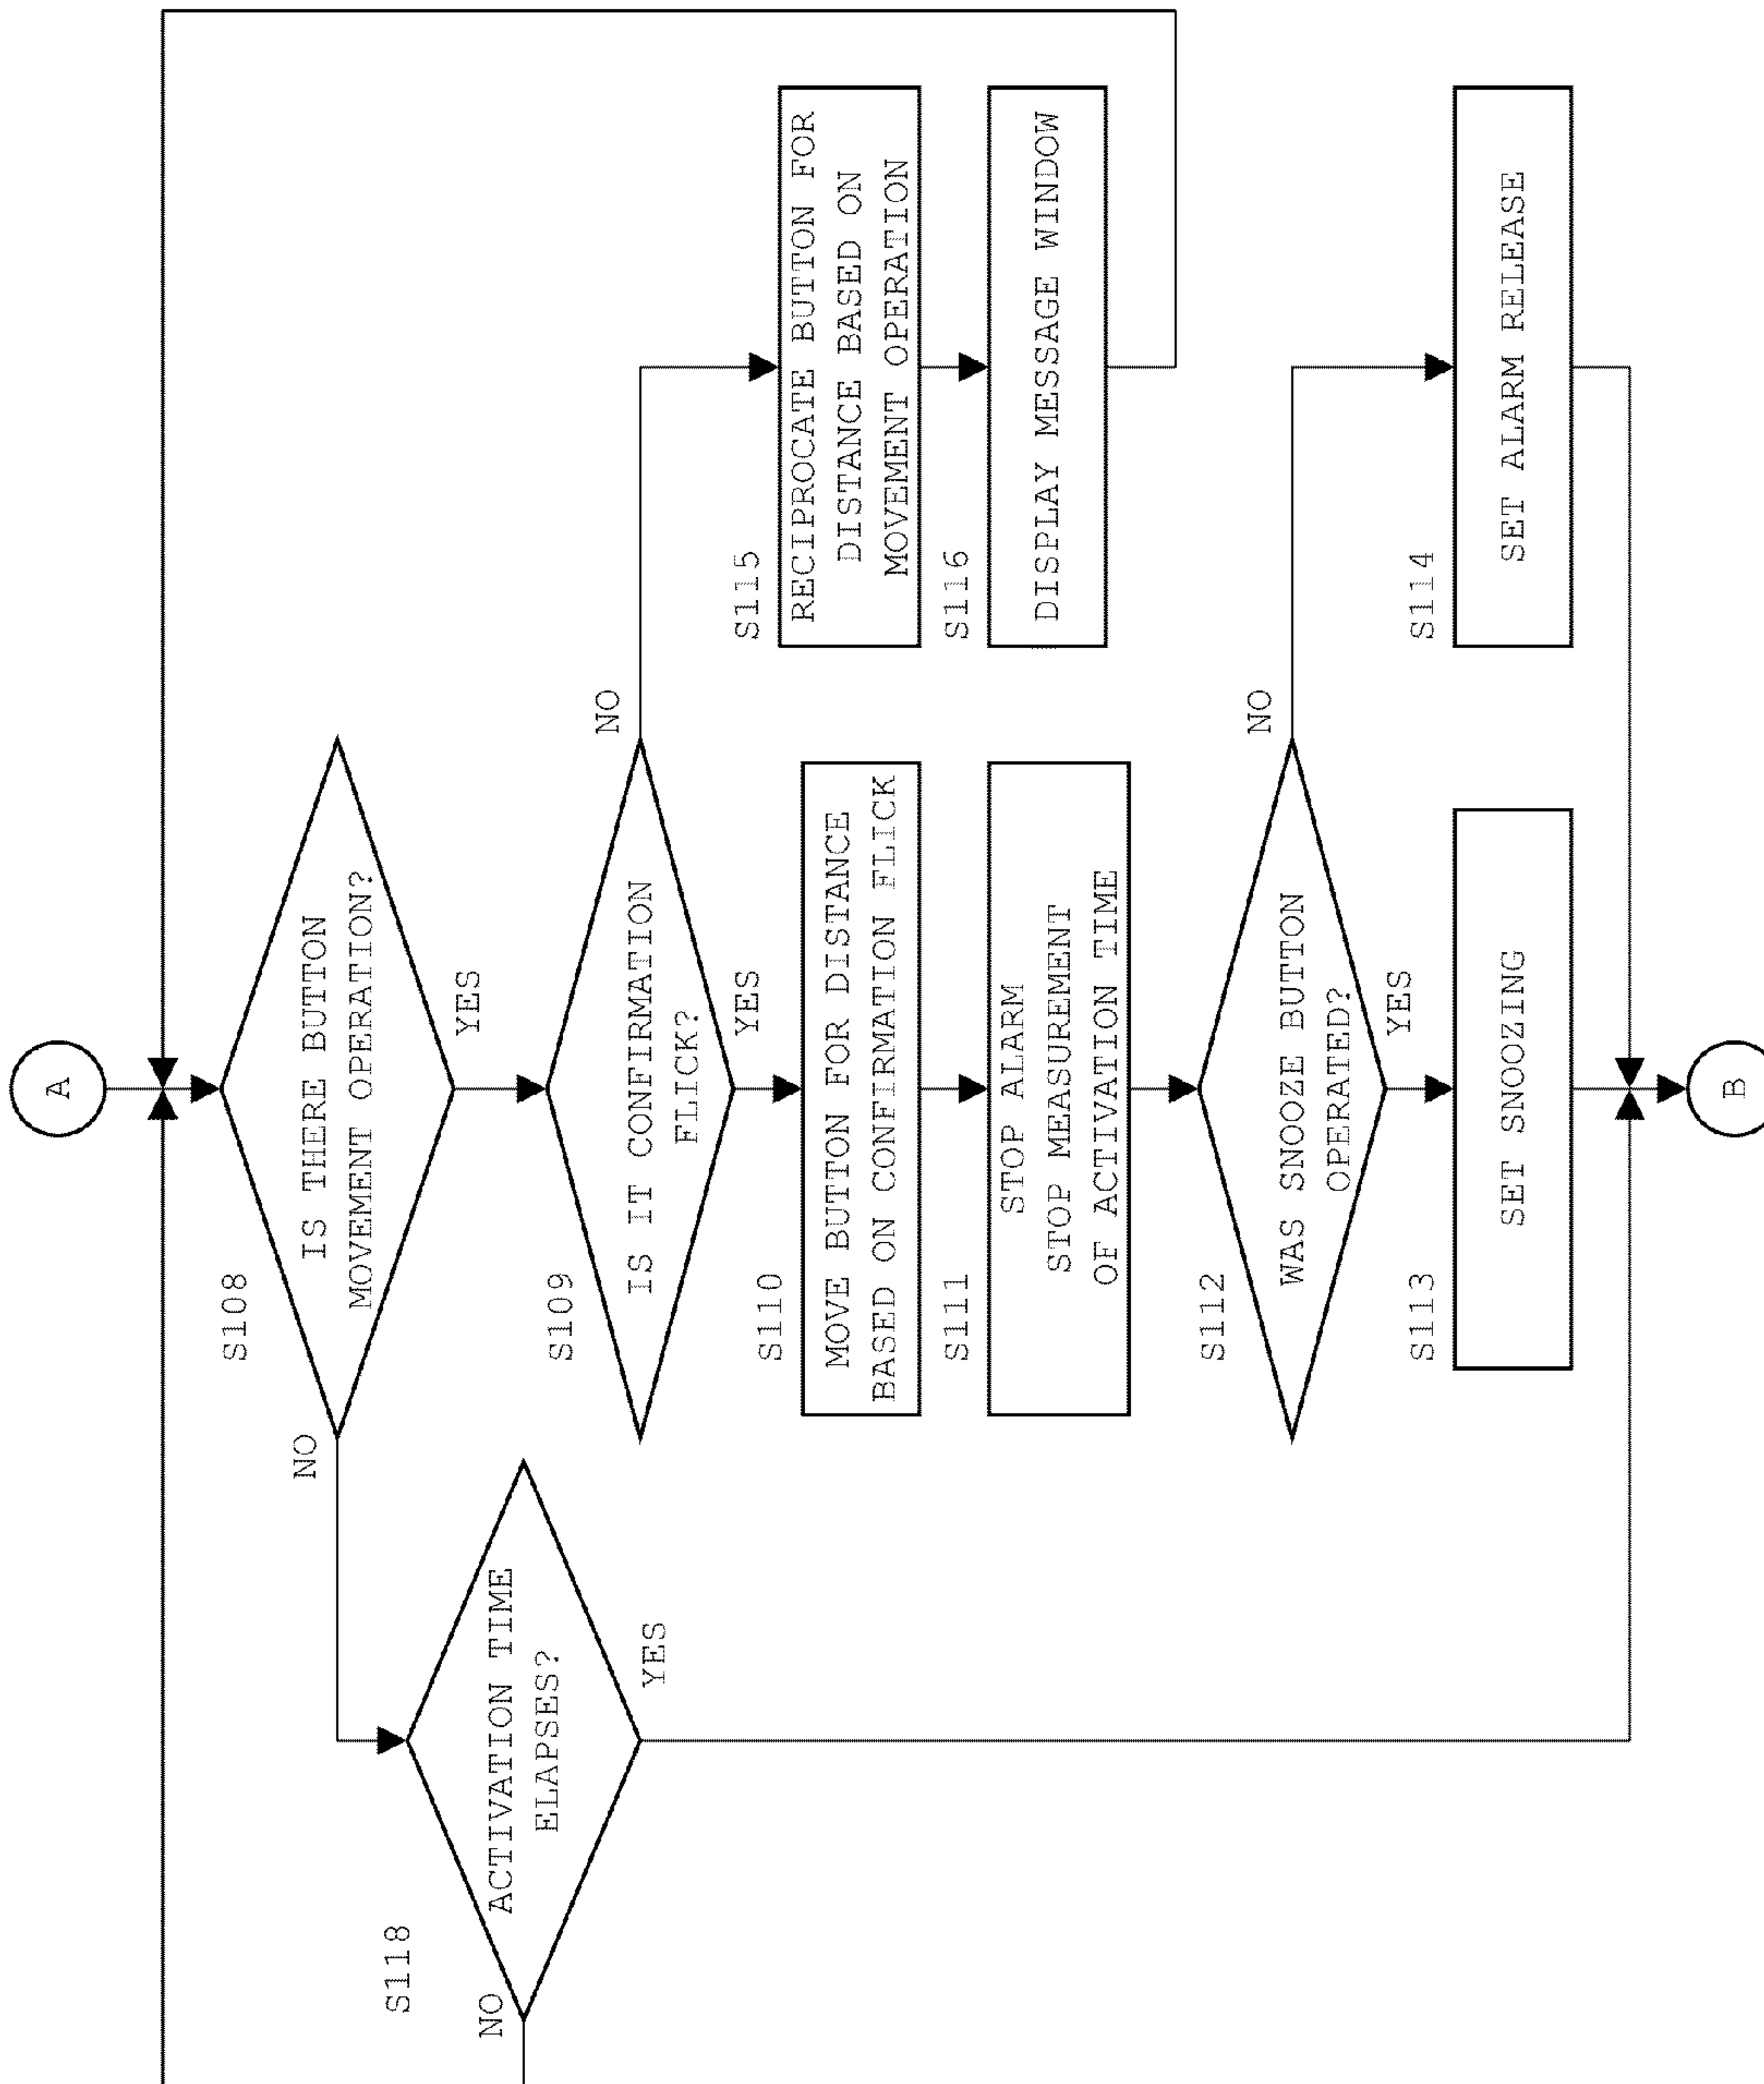 A
S108
IS THERE BUTTON
MOVEMENT OPERATION?
NO
YES
S118
ACTIVATION TIME
ELAPSES?
NO
YES
S109
IS IT CONFIRMATION
FLICK?
NO
YES
S110
MOVE BUTTON FOR DISTANCE
BASED ON CONFIRMATION FLICK
S115
RECIPROCATE BUTTON FOR
DISTANCE BASED ON
MOVEMENT OPERATION
S111
STOP ALARM
STOP MEASUREMENT
OF ACTIVATION TIME
S116
DISPLAY MESSAGE WINDOW
S112
WAS SNOOZE BUTTON
OPERATED?
NO
YES
S113
SET SNOOZING
S114
SET ALARM RELEASE
B